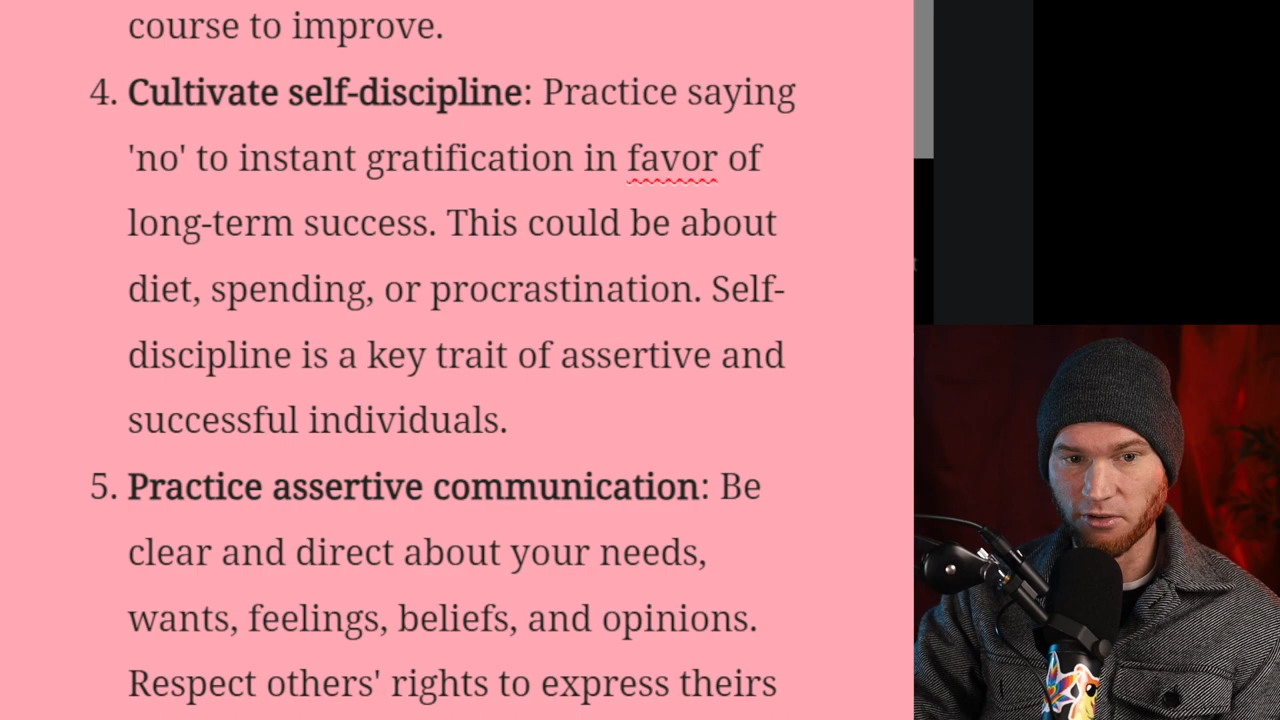 course to improve.
4. Cultivate self-discipline: Practice saying
'no' to instant gratification in favor of
long-term success. This could be about
diet, spending, or procrastination. Self-
discipline is a key trait of assertive and
successful individuals.
5. Practice assertive communication: Be
clear and direct about your needs,
wants, feelings, beliefs, and opinions.
Respect others' rights to express theirs